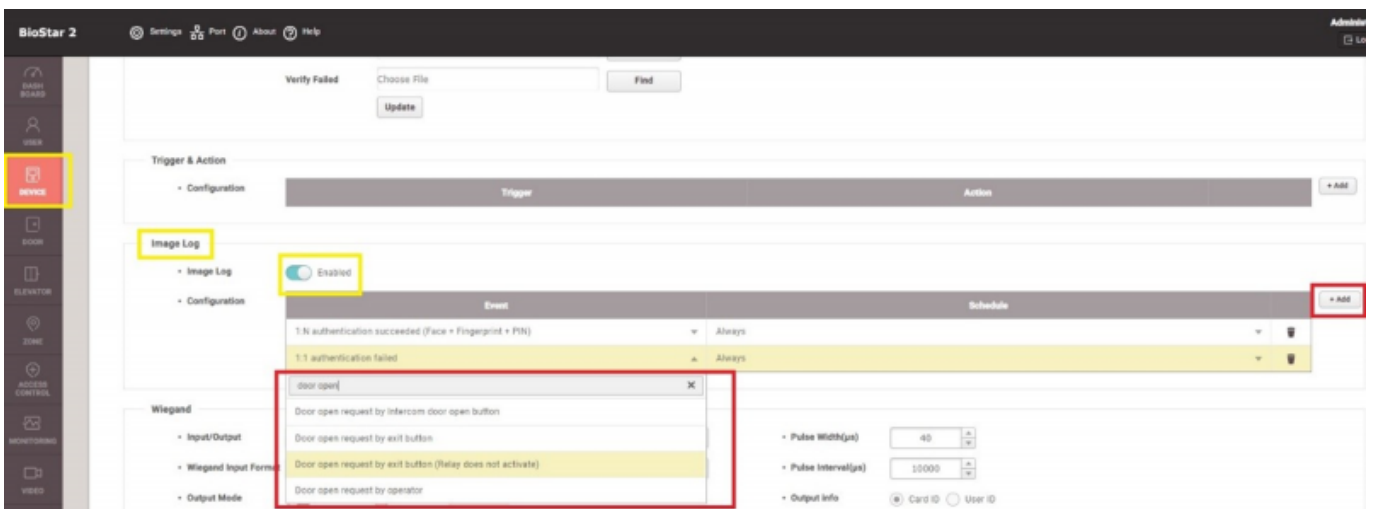 BioStar 2
Settings Port About Help
Adminis
Lo
DASH BOARD
USER
DEVICE
DOOR
ELEVATOR
ZONE
ACCESS CONTROL
MONITORING
VIDEO
Verify Failed Choose File Find
Update
Trigger & Action
• Configuration Trigger Action + Add
Image Log
• Image Log Enabled
• Configuration Event Schedule + Add
1:N authentication succeeded (Face + Fingerprint + PIN) Always
1:1 authentication failed Always
door open
Door open request by intercom door open button
Door open request by exit button
Door open request by exit button (Relay does not activate)
Door open request by operator
Wiegand
• Input/Output
• Wiegand Input Format
• Output Mode
• Pulse Width(µs) 40
• Pulse Interval(µs) 10000
• Output info Card ID User ID